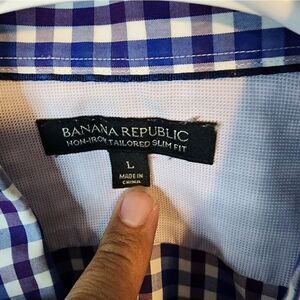 BANANA REPUBLIC
NON-IRON TAILORED SLIM FIT
L
MADE IN
CHINA